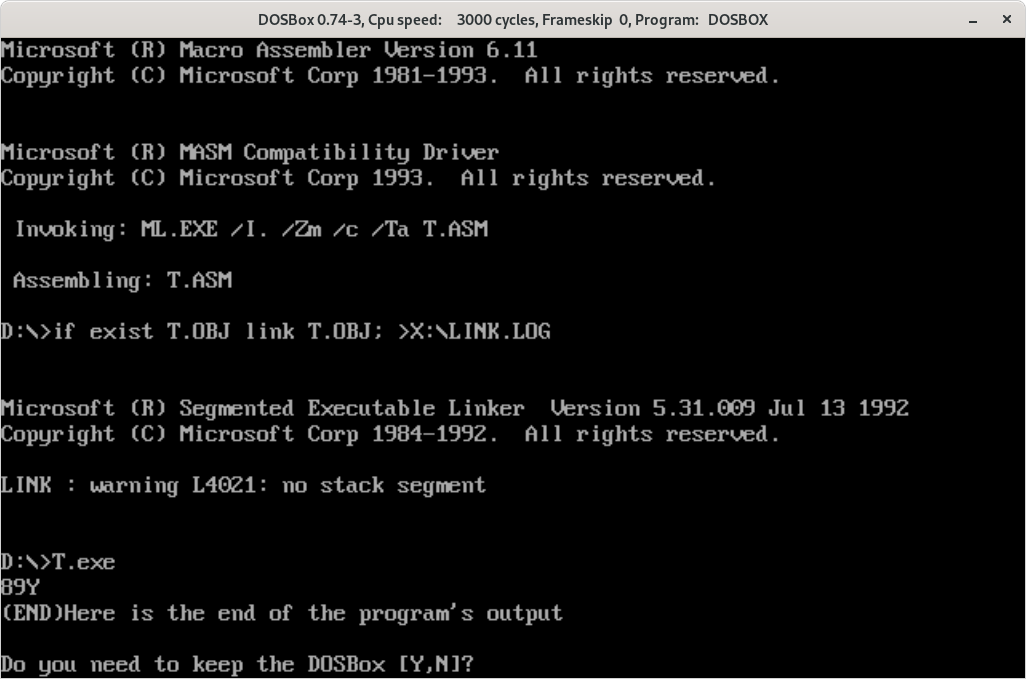 DOSBox 0.74-3, Cpu speed:    3000 cycles, Frameskip  0, Program:   DOSBOX
Microsoft (R) Macro Assembler Version 6.11
Copyright (C) Microsoft Corp 1981-1993.  All rights reserved.
Microsoft (R) MASM Compatibility Driver
Copyright (C) Microsoft Corp 1993.  All rights reserved.
Invoking: ML.EXE /I. /Zm /c /Ta T.ASM
Assembling: T.ASM
D:\>if exist T.OBJ link T.OBJ; >X:\LINK.LOG
Microsoft (R) Segmented Executable Linker  Version 5.31.009 Jul 13 1992
Copyright (C) Microsoft Corp 1984-1992.  All rights reserved.
LINK : warning L4021: no stack segment
D:\>T.exe
89Y
(END)Here is the end of the program's output
Do you need to keep the DOSBox [Y,N]?